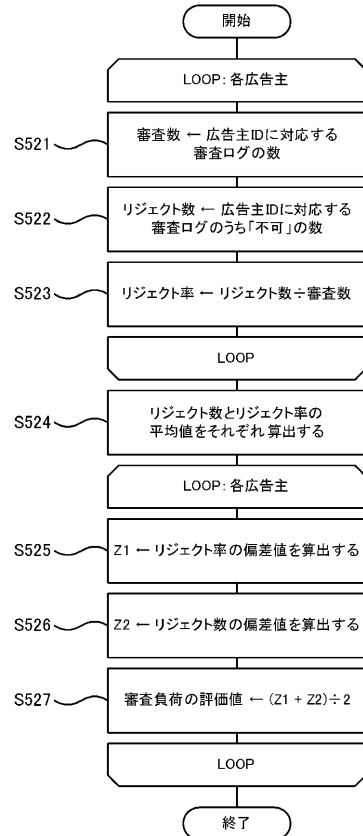 開始
LOOP: 各広告主
S521
審査数 ← 広告主IDに対応する
審査ログの数
S522
リジェクト数 ← 広告主IDに対応する
審査ログのうち「不可」の数
S523
リジェクト率 ← リジェクト数÷審査数
LOOP
S524
リジェクト数とリジェクト率の
平均値をそれぞれ算出する
LOOP: 各広告主
S525
Z1 ← リジェクト率の偏差値を算出する
S526
Z2 ← リジェクト数の偏差値を算出する
S527
審査負荷の評価値 ← (Z1 + Z2)÷2
LOOP
終了